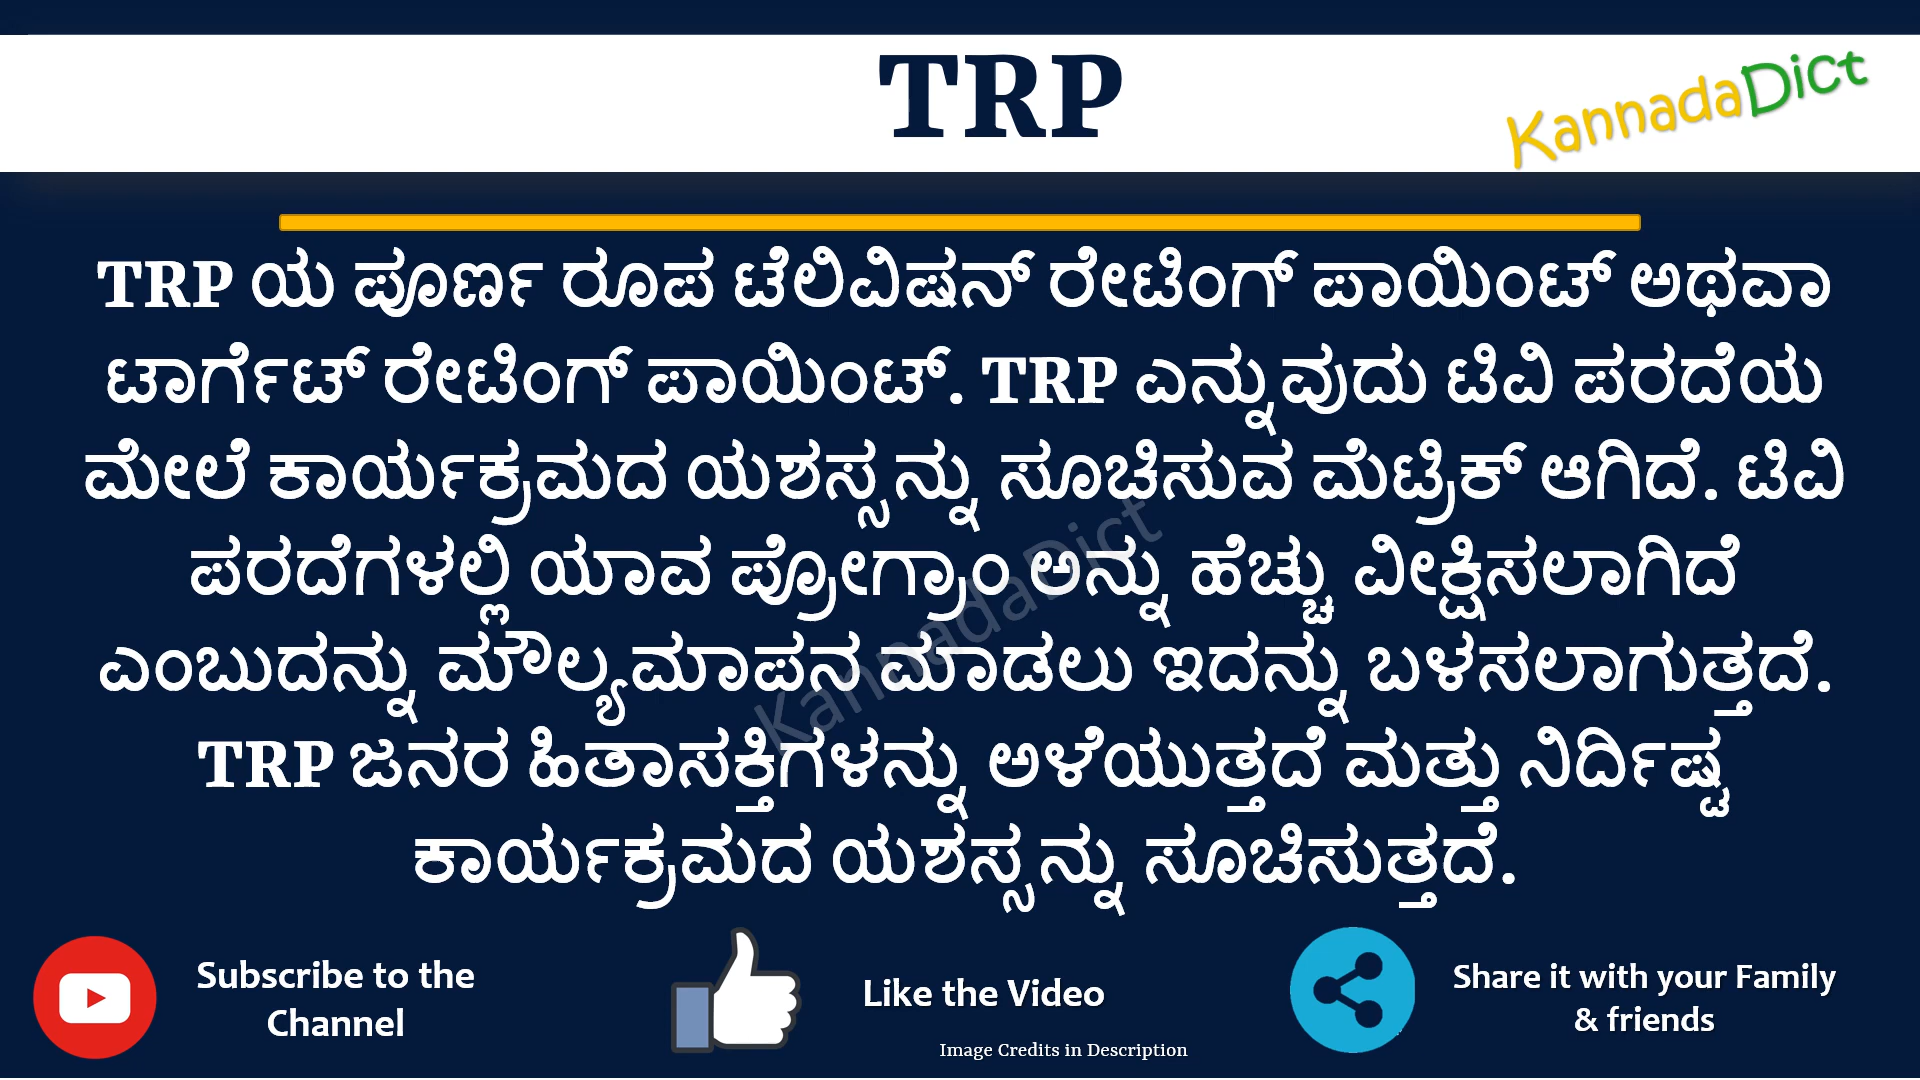 TRP
KannadaDict
TRP ಯ ಪೂರ್ಣ ರೂಪ ಟೆಲಿವಿಷನ್ ರೇಟಿಂಗ್ ಪಾಯಿಂಟ್ ಅಥವಾ
ಟಾರ್ಗೆಟ್ ರೇಟಿಂಗ್ ಪಾಯಿಂಟ್. TRP ಎನ್ನುವುದು ಟಿವಿ ಪರದೆಯ
ಮೇಲೆ ಕಾರ್ಯಕ್ರಮದ ಯಶಸ್ಸನ್ನು ಸೂಚಿಸುವ ಮೆಟ್ರಿಕ್ ಆಗಿದೆ. ಟಿವಿ
ಪರದೆಗಳಲ್ಲಿ ಯಾವ ಪ್ರೋಗ್ರಾಂ ಅನ್ನು ಹೆಚ್ಚು ವೀಕ್ಷಿಸಲಾಗಿದೆ
ಎಂಬುದನ್ನು ಮೌಲ್ಯಮಾಪನ ಮಾಡಲು ಇದನ್ನು ಬಳಸಲಾಗುತ್ತದೆ.
TRP ಜನರ ಹಿತಾಸಕ್ತಿಗಳನ್ನು ಅಳೆಯುತ್ತದೆ ಮತ್ತು ನಿರ್ದಿಷ್ಟ
ಕಾರ್ಯಕ್ರಮದ ಯಶಸ್ಸನ್ನು ಸೂಚಿಸುತ್ತದೆ.
KannadaDict
Subscribe to the
Channel
Like the Video
Share it with your Family
& friends
Image Credits in Description